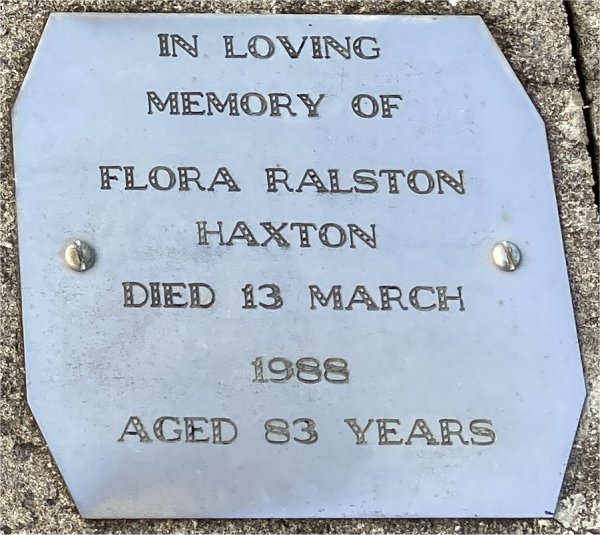 IN LOVING
MEMORY OF
FLORA RALSTON
HAXTON
DIED 13 MARCH
1988
AGED 83 YEARS